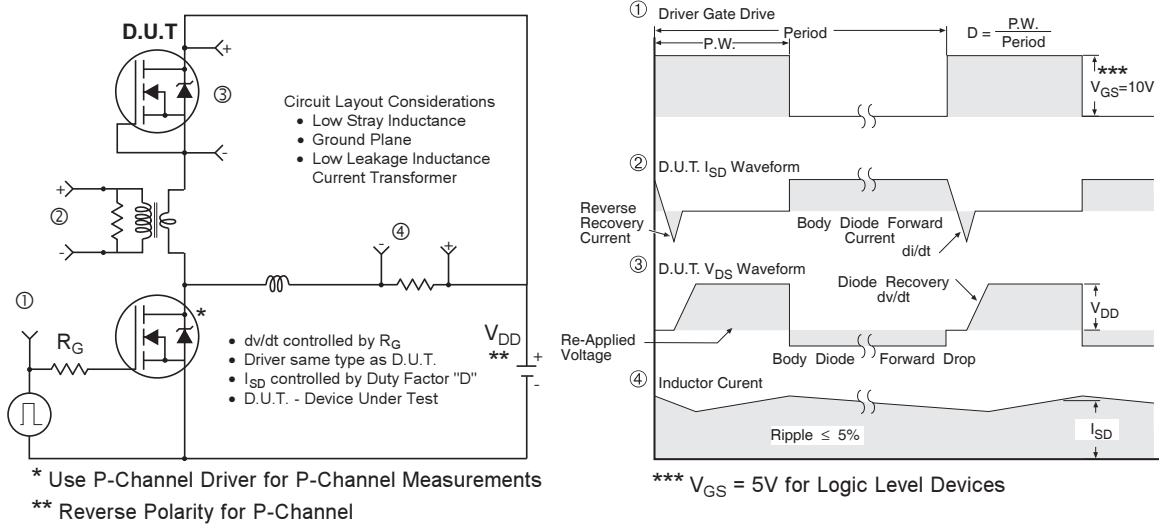 D.U.T
+
③
-
Circuit Layout Considerations
• Low Stray Inductance
• Ground Plane
• Low Leakage Inductance
Current Transformer
+
②
-
④
-
+
①
R_G
*
• dv/dt controlled by R_G
• Driver same type as D.U.T.
• I_SD controlled by Duty Factor "D"
• D.U.T. - Device Under Test
V_DD
**
+
-
* Use P-Channel Driver for P-Channel Measurements
** Reverse Polarity for P-Channel
① Driver Gate Drive
P.W.
Period
D = P.W. / Period
***
V_GS=10V
② D.U.T. I_SD Waveform
Reverse
Recovery
Current
Body Diode Forward
Current
di/dt
③ D.U.T. V_DS Waveform
Diode Recovery
dv/dt
V_DD
Re-Applied
Voltage
Body Diode Forward Drop
④ Inductor Curent
Ripple ≤ 5%
I_SD
*** V_GS = 5V for Logic Level Devices